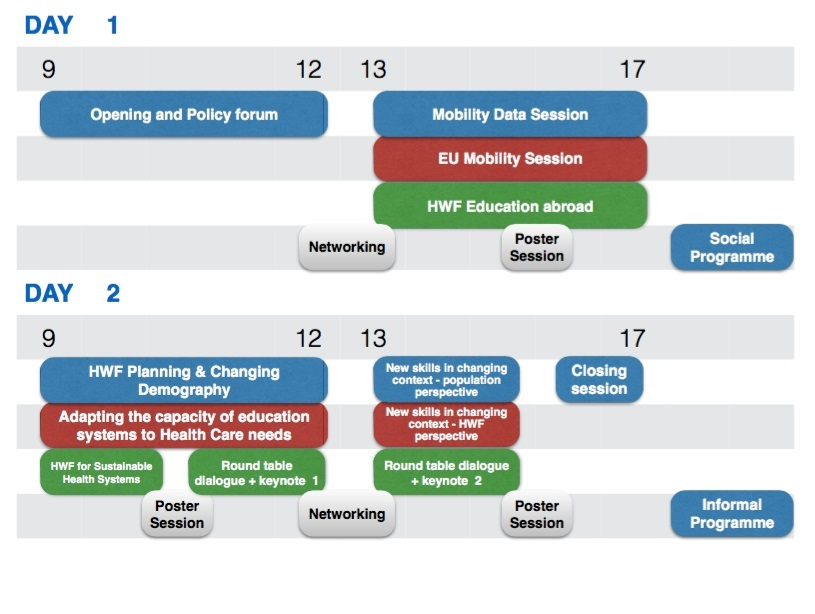 DAY 1
9 12 13 17
Opening and Policy forum
Mobility Data Session
EU Mobility Session
HWF Education abroad
Networking
Poster
Session
Social
Programme
DAY 2
9 12 13 17
HWF Planning & Changing
Demography
New skills in changing
context - population
perspective
Closing
session
Adapting the capacity of education
systems to Health Care needs
New skills in changing
context - HWF
perspective
HWF for Sustainable
Health Systems
Round table
dialogue + keynote 1
Round table dialogue
+ keynote 2
Poster
Session
Networking
Poster
Session
Informal
Programme